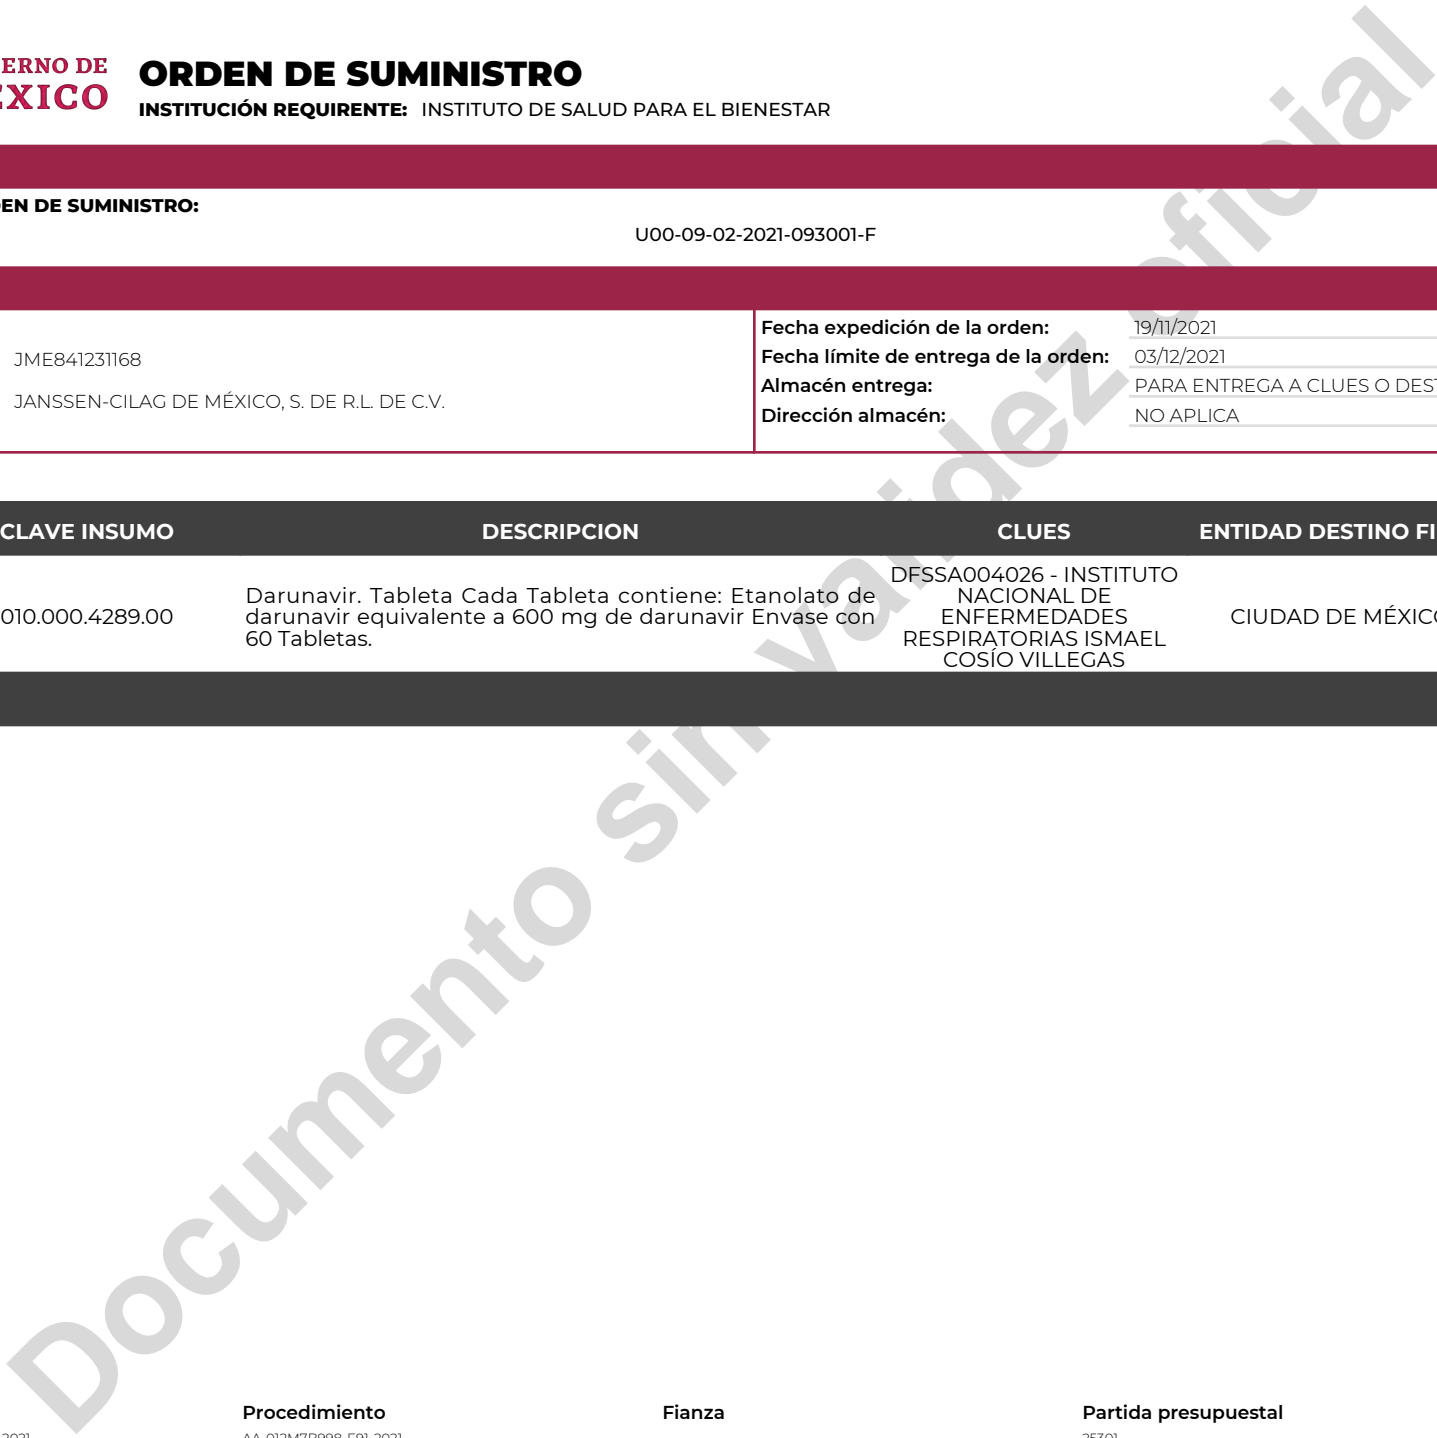 ERNO DE
ÉXICO
ORDEN DE SUMINISTRO
INSTITUCIÓN REQUIRENTE: INSTITUTO DE SALUD PARA EL BIENESTAR
EN DE SUMINISTRO:
U00-09-02-2021-093001-F
JME841231168
JANSSEN-CILAG DE MÉXICO, S. DE R.L. DE C.V.
Fecha expedición de la orden: 19/11/2021
Fecha límite de entrega de la orden: 03/12/2021
Almacén entrega: PARA ENTREGA A CLUES O DEST
Dirección almacén: NO APLICA
CLAVE INSUMO DESCRIPCION CLUES ENTIDAD DESTINO FI
010.000.4289.00
Darunavir. Tableta Cada Tableta contiene: Etanolato de
darunavir equivalente a 600 mg de darunavir Envase con
60 Tabletas.
DFSSA004026 - INSTITUTO
NACIONAL DE
ENFERMEDADES
RESPIRATORIAS ISMAEL
COSÍO VILLEGAS
CIUDAD DE MÉXICO
Documento sin validez oficial
Procedimiento Fianza Partida presupuestal